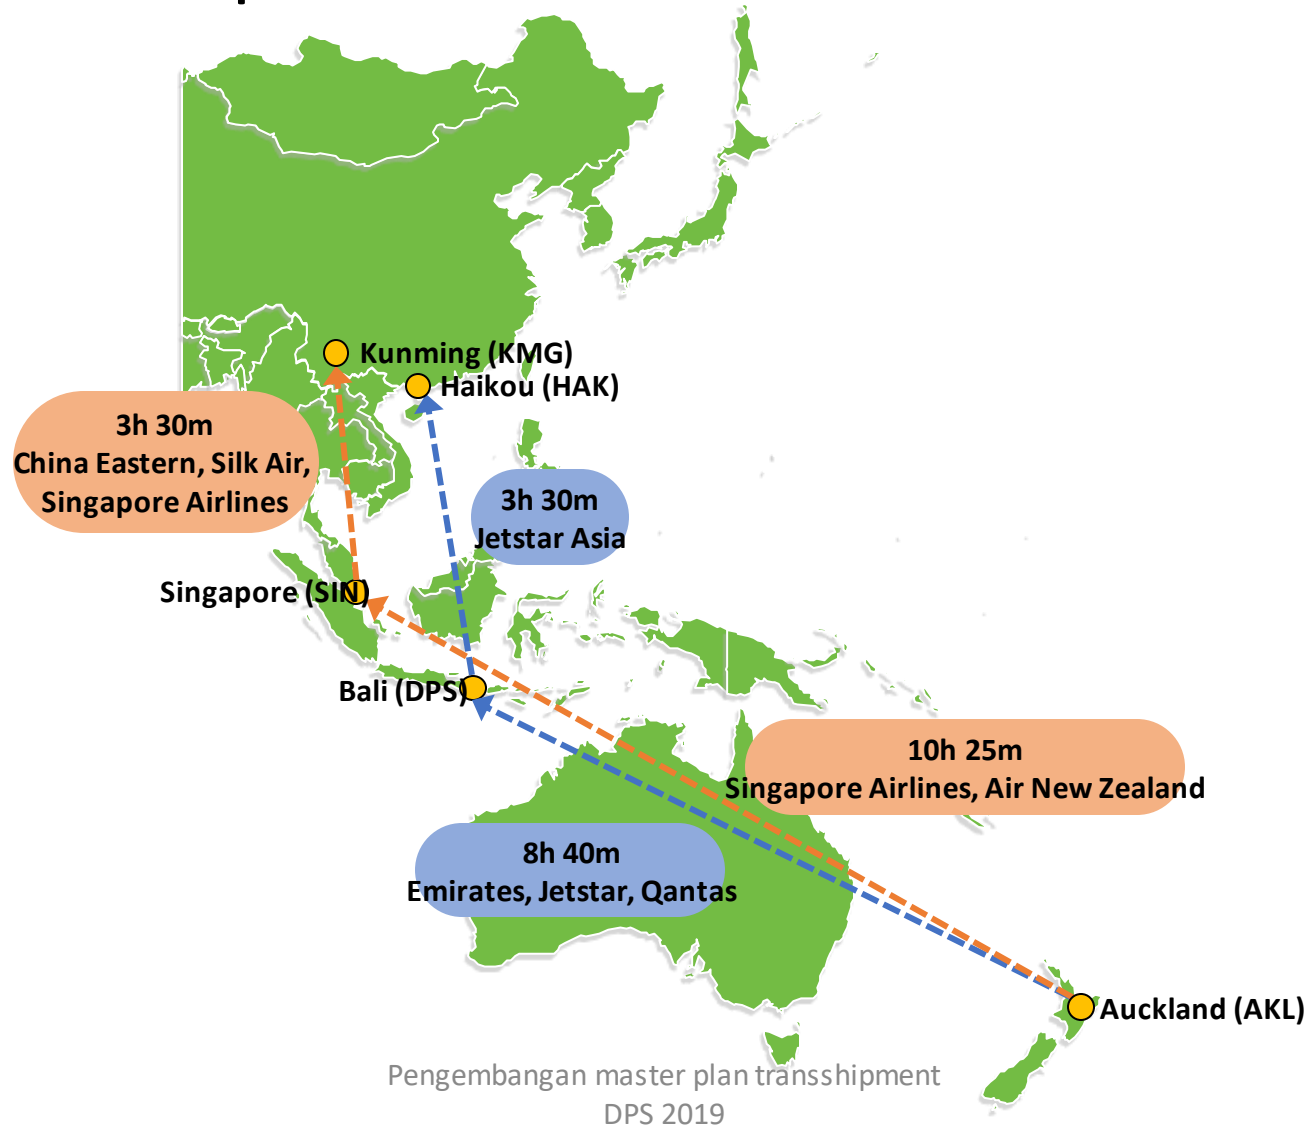 Kunming (KMG)
Haikou (HAK)
3h 30m
China Eastern, Silk Air,
Singapore Airlines
3h 30m
Jetstar Asia
Singapore (SIN)
Bali (DPS)
10h 25m
Singapore Airlines, Air New Zealand
8h 40m
Emirates, Jetstar, Qantas
Auckland (AKL)
Pengembangan master plan transshipment
DPS 2019